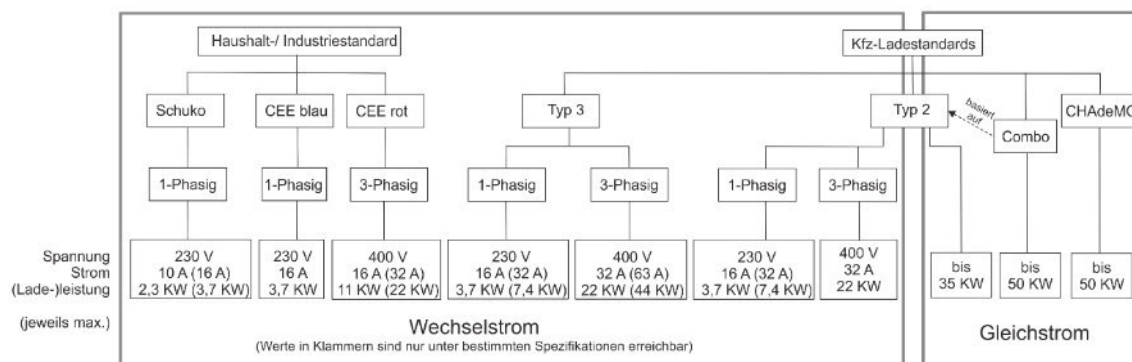 Haushalt-/ Industriestandard
Kfz-Ladestandards
Schuko
CEE blau
CEE rot
Typ 3
Typ 2
basiert
auf
Combo
CHAdeMO
1-Phasig
1-Phasig
3-Phasig
1-Phasig
3-Phasig
1-Phasig
3-Phasig
Spannung
Strom
(Lade-)leistung
(jeweils max.)
230 V
10 A (16 A)
2,3 KW (3,7 KW)
230 V
16 A
3,7 KW
400 V
16 A (32 A)
11 KW (22 KW)
230 V
16 A (32 A)
3,7 KW (7,4 KW)
400 V
32 A (63 A)
22 KW (44 KW)
230 V
16 A (32 A)
3,7 KW (7,4 KW)
400 V
32 A
22 KW
bis
35 KW
bis
50 KW
bis
50 KW
Wechselstrom
(Werte in Klammern sind nur unter bestimmten Spezifikationen erreichbar)
Gleichstrom